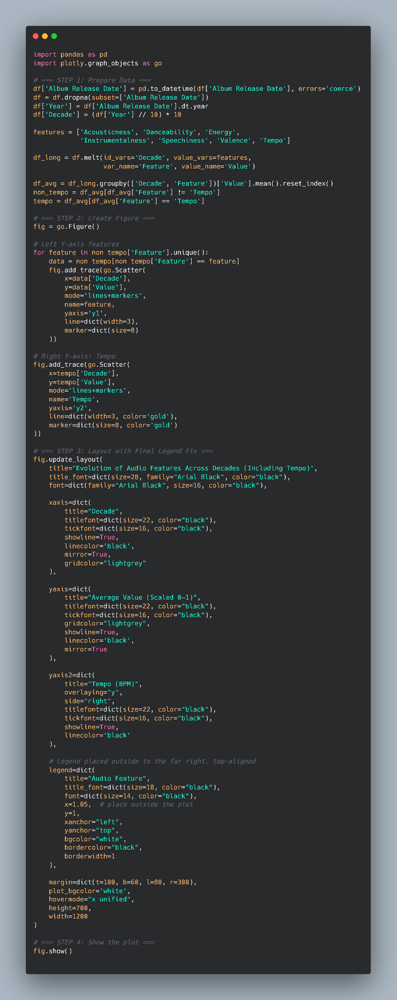 import pandas as pd
import plotly.graph_objects as go
# === STEP 1: Prepare Data ===
df['Album Release Date'] = pd.to_datetime(df['Album Release Date'], errors='coerce')
df = df.dropna(subset=['Album Release Date'])
df['Year'] = df['Album Release Date'].dt.year
df['Decade'] = (df['Year'] // 10) * 10
features = ['Acousticness', 'Danceability', 'Energy',
            'Instrumentalness', 'Speechiness', 'Valence', 'Tempo']
df_long = df.melt(id_vars='Decade', value_vars=features,
                  var_name='Feature', value_name='Value')
df_avg = df_long.groupby(['Decade', 'Feature'])['Value'].mean().reset_index()
non_tempo = df_avg[df_avg['Feature'] != 'Tempo']
tempo = df_avg[df_avg['Feature'] == 'Tempo']
# === STEP 2: Create Figure ===
fig = go.Figure()
# Left Y-axis features
for feature in non tempo['Feature'].unique():
    data = non tempo[non tempo['Feature'] == feature]
    fig.add_trace(go.Scatter(
        x=data['Decade'],
        y=data['Value'],
        mode='lines+markers',
        name=feature,
        yaxis='y1',
        line=dict(width=3),
        marker=dict(size=8)
    ))
# Right Y-axis: Tempo
fig.add_trace(go.Scatter(
    x=tempo['Decade'],
    y=tempo['Value'],
    mode='lines+markers',
    name='Tempo',
    yaxis='y2',
    line=dict(width=3, color='gold'),
    marker=dict(size=8, color='gold')
))
# === STEP 3: Layout with Final Legend Fix ===
fig.update_layout(
    title="Evolution of Audio Features Across Decades (Including Tempo)",
    title_font=dict(size=28, family="Arial Black", color="black"),
    font=dict(family="Arial Black", size=16, color="black"),
    xaxis=dict(
        title="Decade",
        titlefont=dict(size=22, color="black"),
        tickfont=dict(size=16, color="black"),
        showline=True,
        linecolor='black',
        mirror=True,
        gridcolor="lightgrey"
    ),
    yaxis=dict(
        title="Average Value (Scaled 0–1)",
        titlefont=dict(size=22, color="black"),
        tickfont=dict(size=16, color="black"),
        gridcolor="lightgrey",
        showline=True,
        linecolor='black',
        mirror=True
    ),
    yaxis2=dict(
        title="Tempo (BPM)",
        overlaying="y",
        side="right",
        titlefont=dict(size=22, color="black"),
        tickfont=dict(size=16, color="black"),
        showline=True,
        linecolor='black'
    ),
    # Legend placed outside to the far right, top-aligned
    legend=dict(
        title="Audio Feature",
        title_font=dict(size=18, color="black"),
        font=dict(size=14, color="black"),
        x=1.05,  # place outside the plot
        y=1,
        xanchor="left",
        yanchor="top",
        bgcolor="white",
        bordercolor="black",
        borderwidth=1
    ),
    margin=dict(t=100, b=60, l=80, r=300),
    plot_bgcolor='white',
    hovermode="x unified",
    height=700,
    width=1200
)
# === STEP 4: Show the plot ===
fig.show()